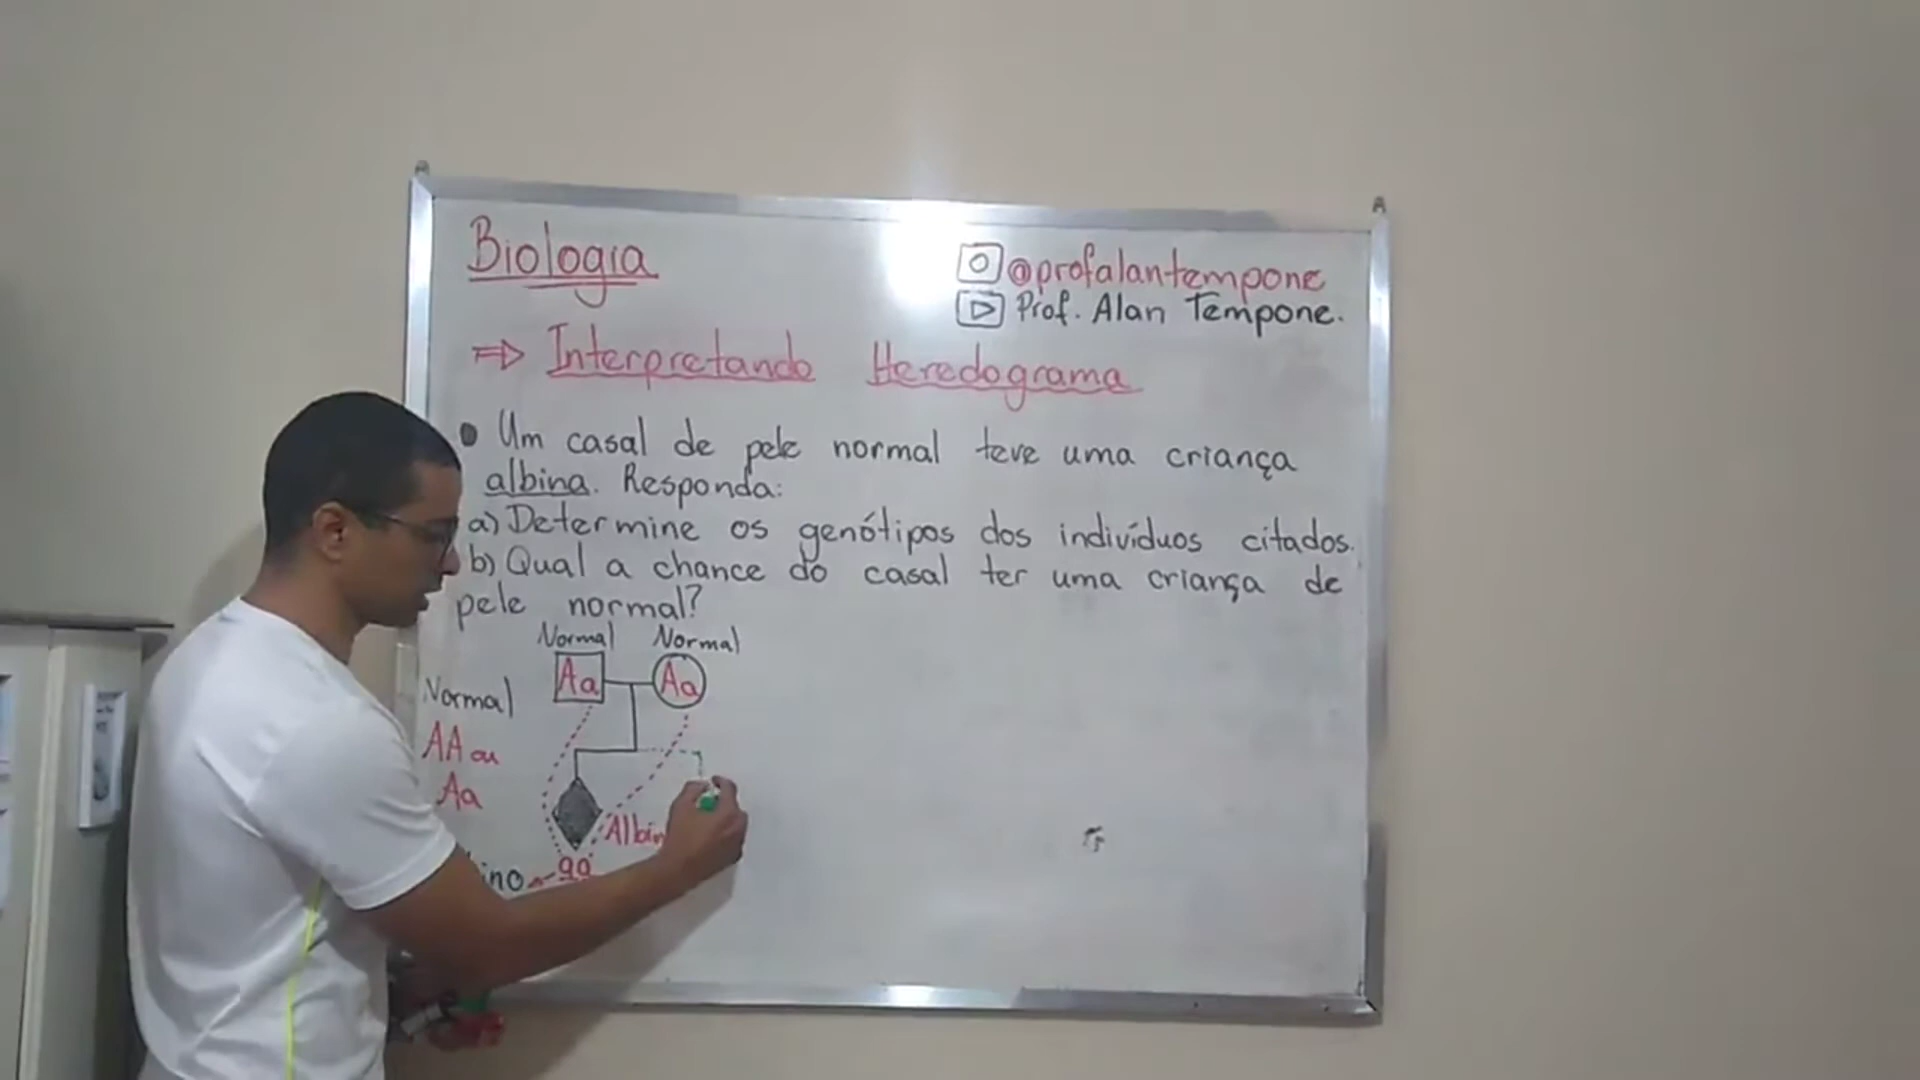 Biologia
@profalantempone
Prof. Alan Tempone.
⇒ Interpretando Heredograma
• Um casal de pele normal teve uma criança
albina. Responda:
a) Determine os genótipos dos indivíduos citados.
b) Qual a chance do casal ter uma criança de
pele normal?
Normal Normal
Aa Aa
Normal
AA ou
Aa
aa